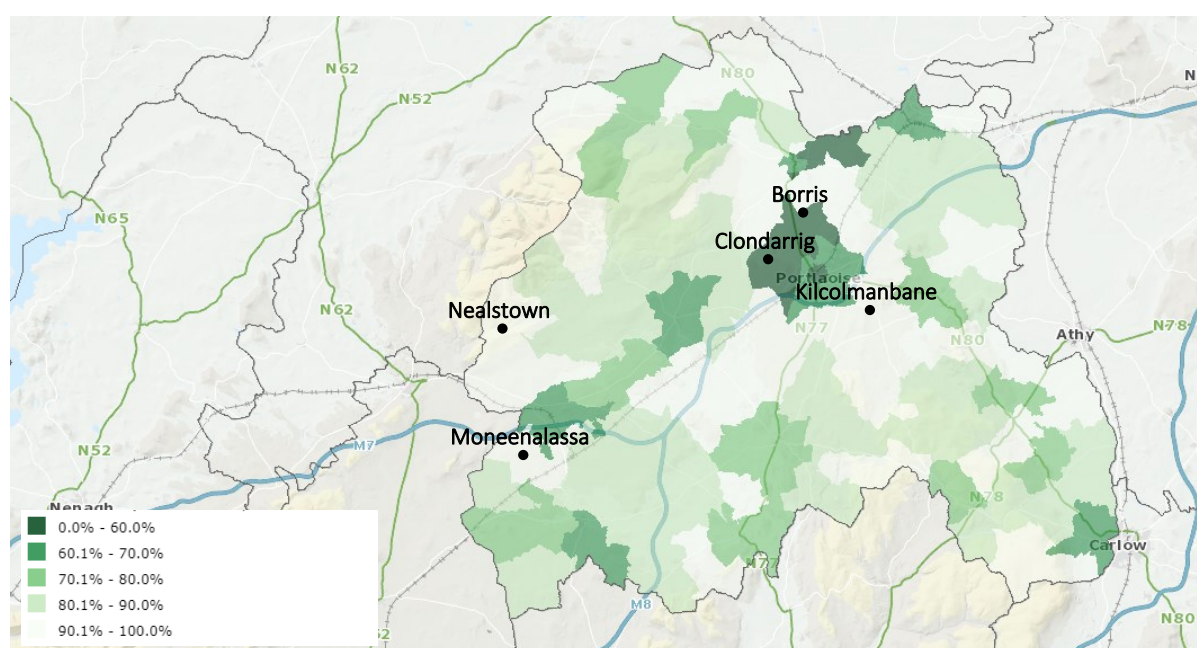 N80
N62
N
N52
Borris
N65
Clondarrig
Portlaoise
Kilcolmanbane
Nealstown
N62
N77
N78
Athy
N80
Moneenalassa
M7
N52
N78
Nenagh
0.0% - 60.0%
60.1% - 70.0%
Carlow
N77
70.1% - 80.0%
80.1% - 90.0%
M8
N80
90.1% - 100.0%
62